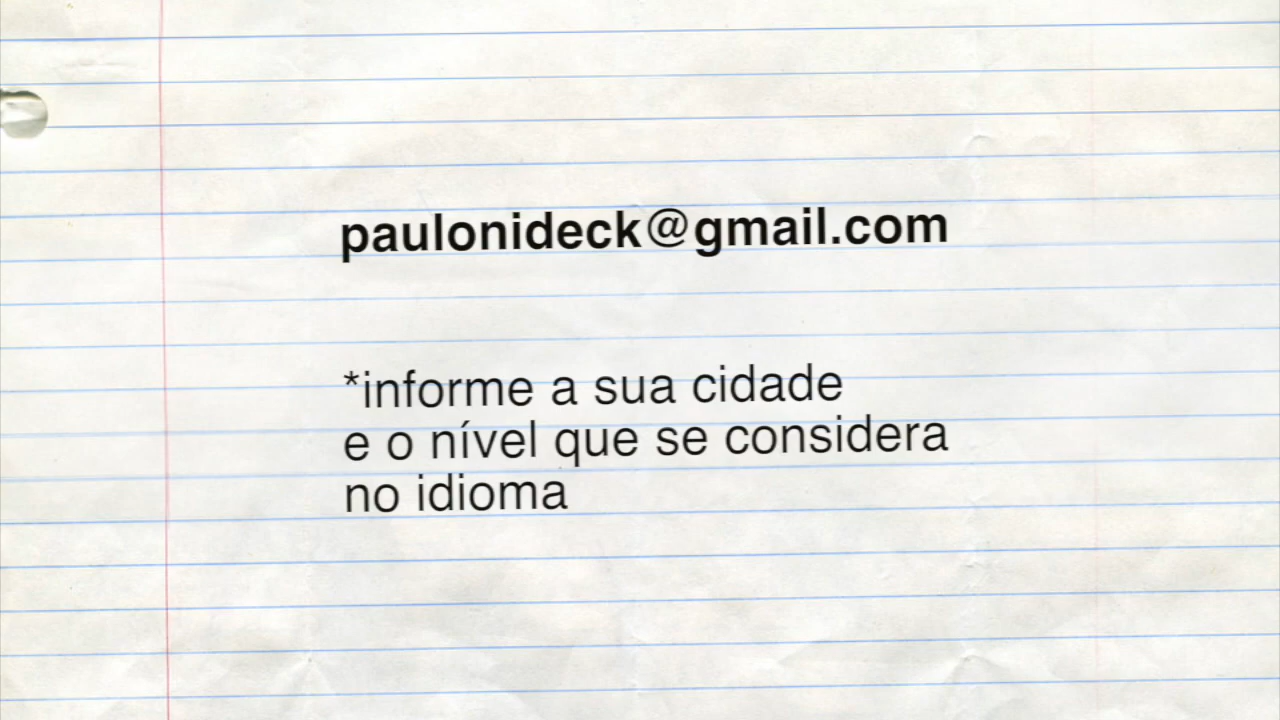 paulonideck@gmail.com
*informe a sua cidade
e o nível que se considera
no idioma